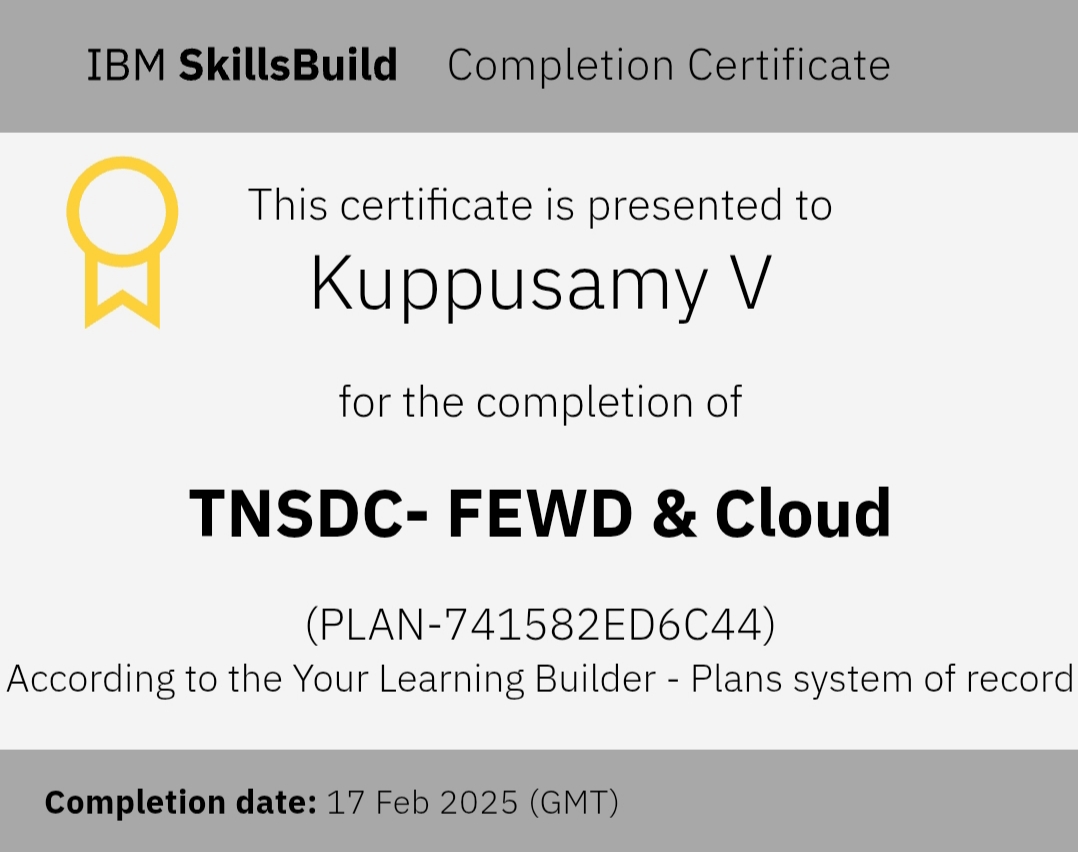 IBM SkillsBuild Completion Certificate
This certificate is presented to
Kuppusamy V
for the completion of
TNSDC- FEWD & Cloud
(PLAN-741582ED6C44)
According to the Your Learning Builder - Plans system of record
Completion date: 17 Feb 2025 (GMT)